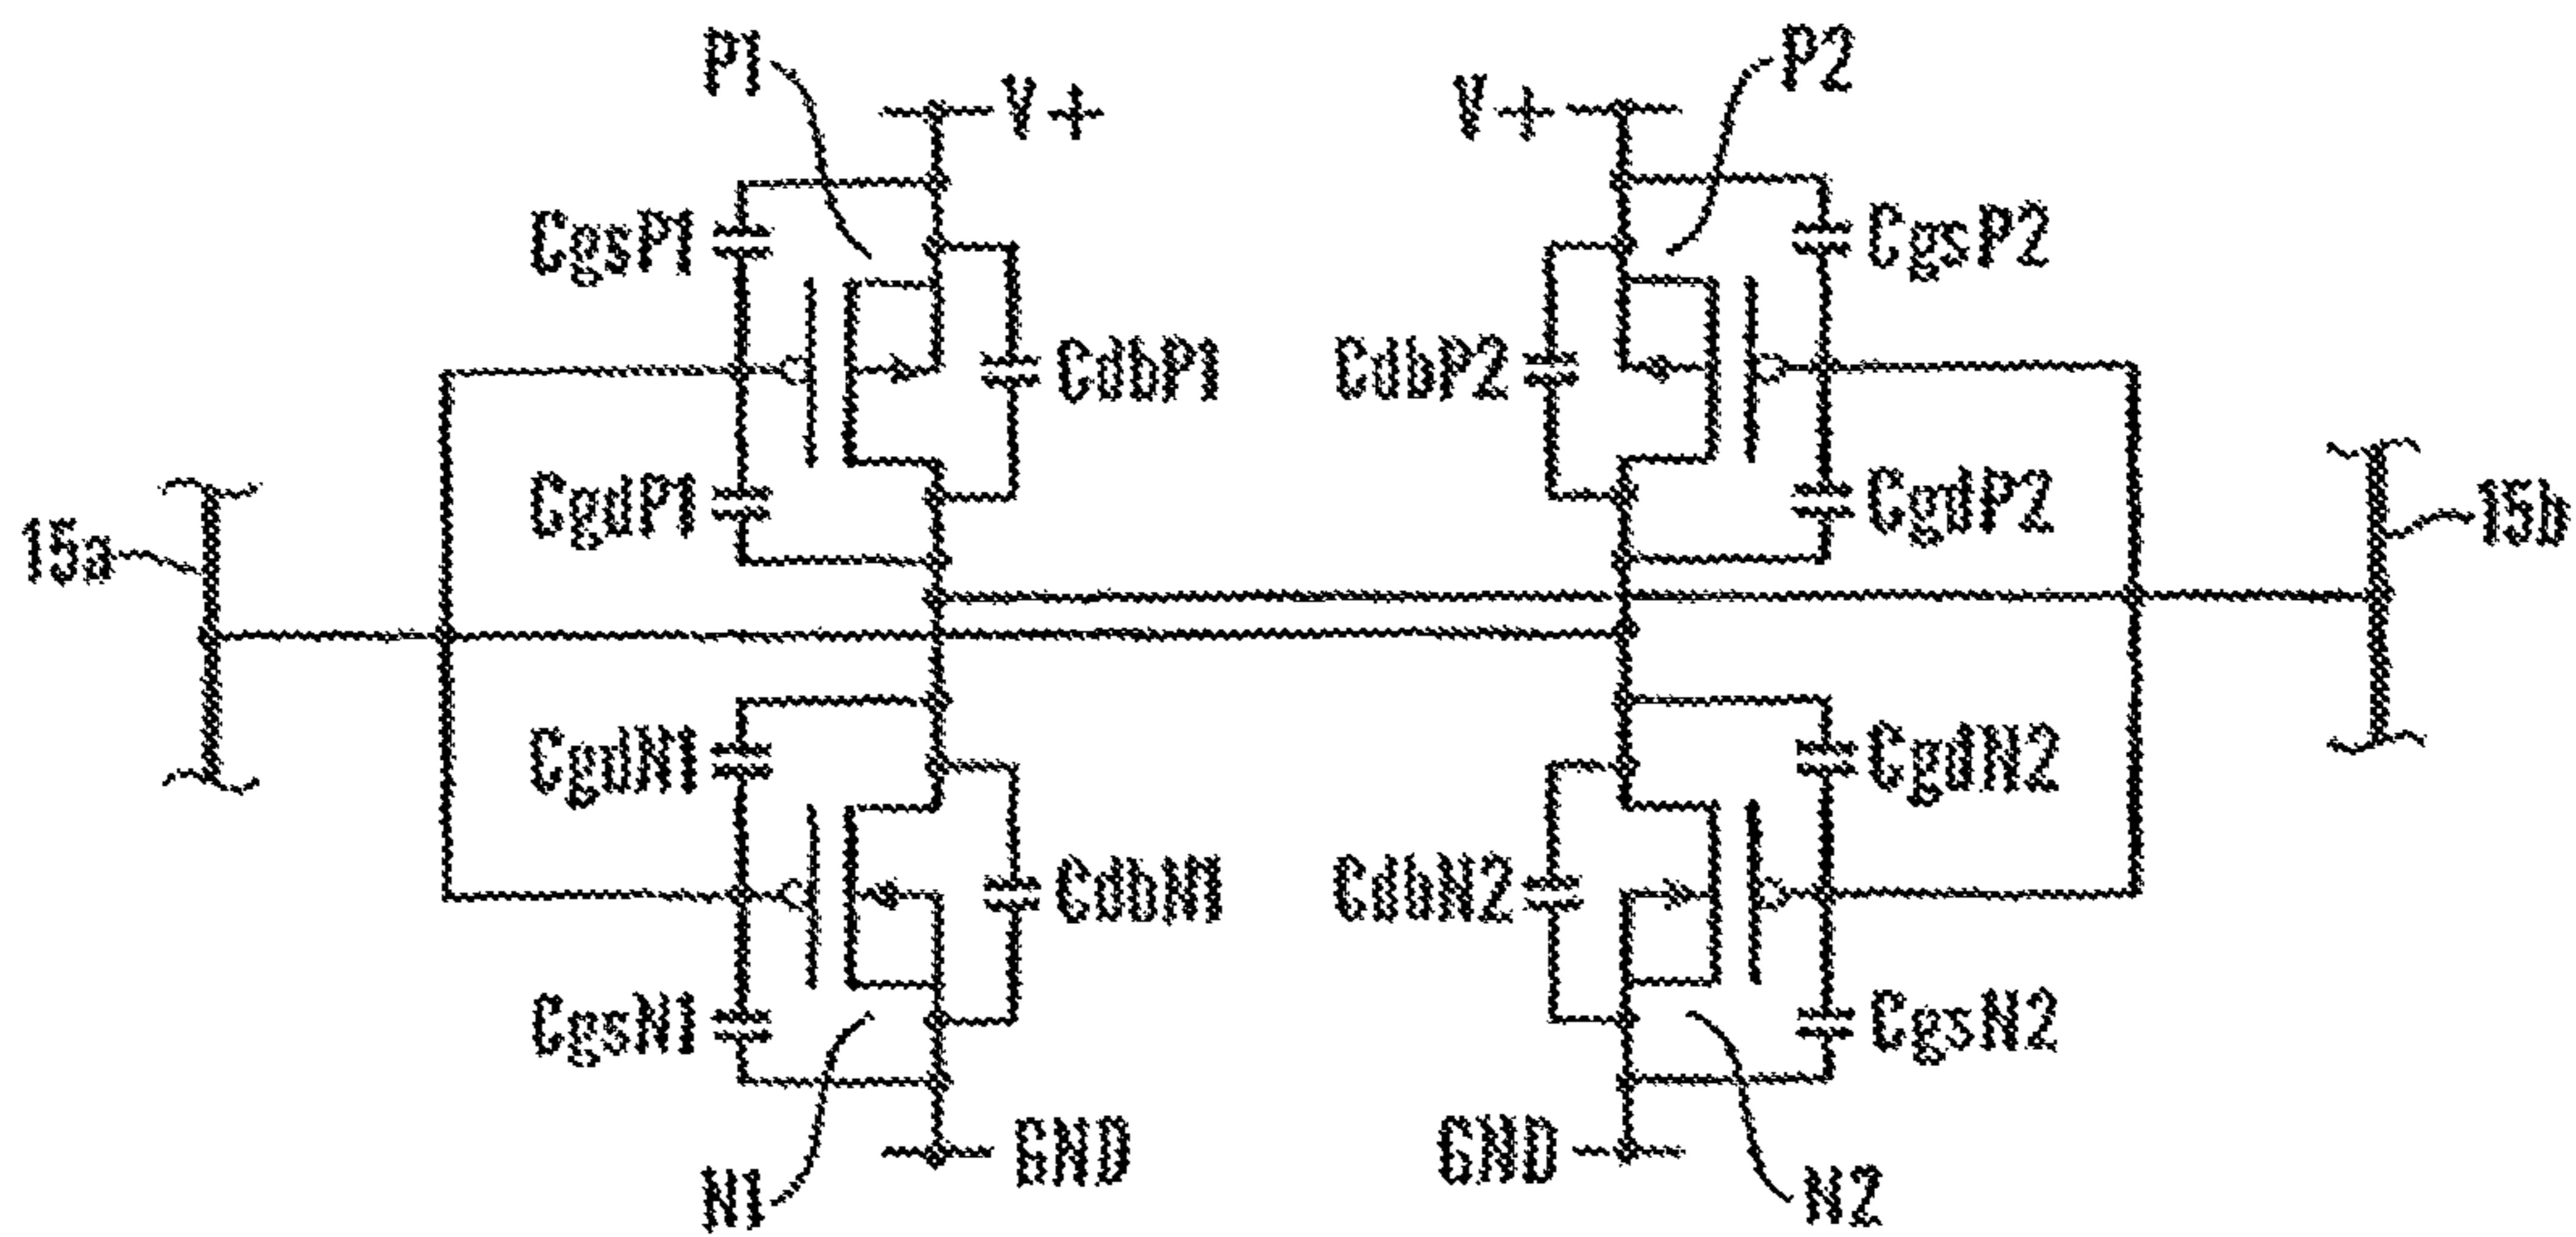 P1
P2
V+
V+
CgsP1
CgsP2
CdbP1
CdbP2
CgdP1
CgdP2
15a
15b
CgdN1
CgdN2
CdbN1
CdbN2
CgsN1
CgsN2
GND
GND
N1
N2